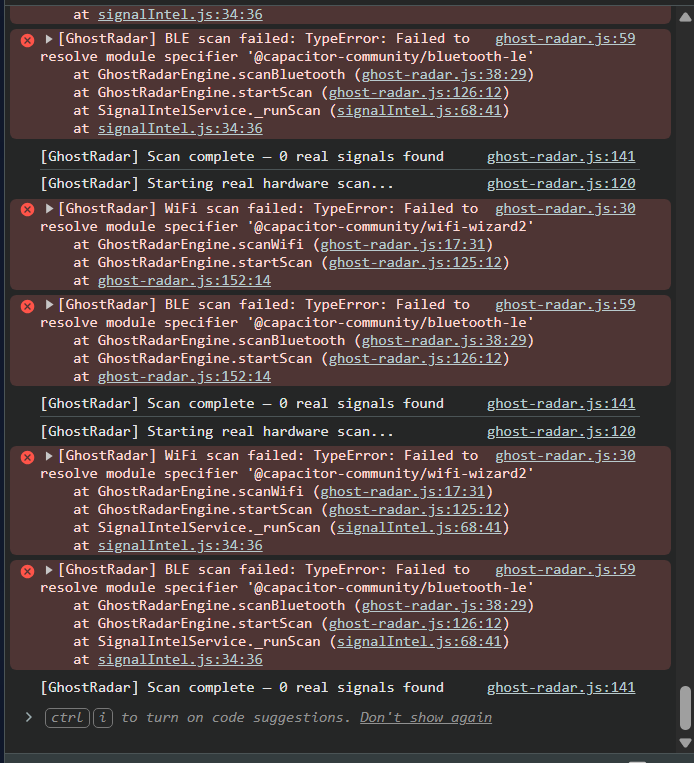 at signalIntel.js:34:36
[GhostRadar] BLE scan failed: TypeError: Failed to ghost-radar.js:59
resolve module specifier '@capacitor-community/bluetooth-le'
at GhostRadarEngine.scanBluetooth (ghost-radar.js:38:29)
at GhostRadarEngine.startScan (ghost-radar.js:126:12)
at SignalIntelService._runScan (signalIntel.js:68:41)
at signalIntel.js:34:36
[GhostRadar] Scan complete — 0 real signals found ghost-radar.js:141
[GhostRadar] Starting real hardware scan... ghost-radar.js:120
[GhostRadar] WiFi scan failed: TypeError: Failed to ghost-radar.js:30
resolve module specifier '@capacitor-community/wifi-wizard2'
at GhostRadarEngine.scanWifi (ghost-radar.js:17:31)
at GhostRadarEngine.startScan (ghost-radar.js:125:12)
at ghost-radar.js:152:14
[GhostRadar] BLE scan failed: TypeError: Failed to ghost-radar.js:59
resolve module specifier '@capacitor-community/bluetooth-le'
at GhostRadarEngine.scanBluetooth (ghost-radar.js:38:29)
at GhostRadarEngine.startScan (ghost-radar.js:126:12)
at ghost-radar.js:152:14
[GhostRadar] Scan complete — 0 real signals found ghost-radar.js:141
[GhostRadar] Starting real hardware scan... ghost-radar.js:120
[GhostRadar] WiFi scan failed: TypeError: Failed to ghost-radar.js:30
resolve module specifier '@capacitor-community/wifi-wizard2'
at GhostRadarEngine.scanWifi (ghost-radar.js:17:31)
at GhostRadarEngine.startScan (ghost-radar.js:125:12)
at SignalIntelService._runScan (signalIntel.js:68:41)
at signalIntel.js:34:36
[GhostRadar] BLE scan failed: TypeError: Failed to ghost-radar.js:59
resolve module specifier '@capacitor-community/bluetooth-le'
at GhostRadarEngine.scanBluetooth (ghost-radar.js:38:29)
at GhostRadarEngine.startScan (ghost-radar.js:126:12)
at SignalIntelService._runScan (signalIntel.js:68:41)
at signalIntel.js:34:36
[GhostRadar] Scan complete — 0 real signals found ghost-radar.js:141
ctrl i to turn on code suggestions. Don't show again